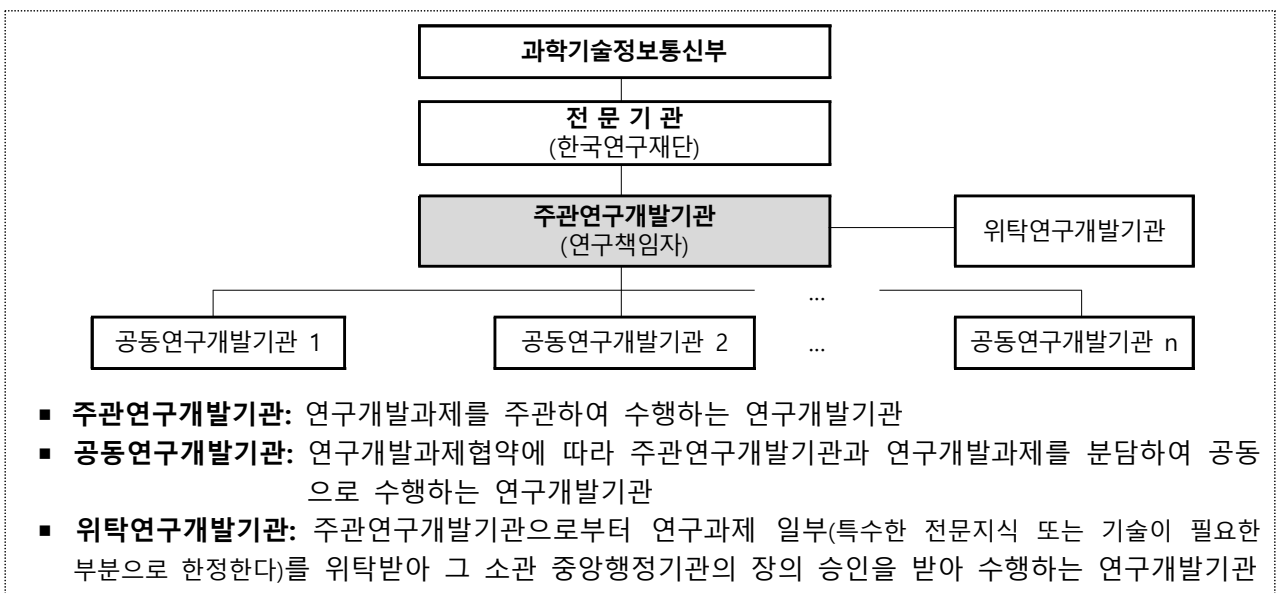 과학기술정보통신부
전 문 기 관
(한국연구재단)
주관연구개발기관
(연구책임자)
위탁연구개발기관
...
공동연구개발기관 1
공동연구개발기관 2
...
공동연구개발기관 n
▪ 주관연구개발기관: 연구개발과제를 주관하여 수행하는 연구개발기관
▪ 공동연구개발기관: 연구개발과제협약에 따라 주관연구개발기관과 연구개발과제를 분담하여 공동
으로 수행하는 연구개발기관
▪ 위탁연구개발기관: 주관연구개발기관으로부터 연구과제 일부(특수한 전문지식 또는 기술이 필요한
부분으로 한정한다)를 위탁받아 그 소관 중앙행정기관의 장의 승인을 받아 수행하는 연구개발기관